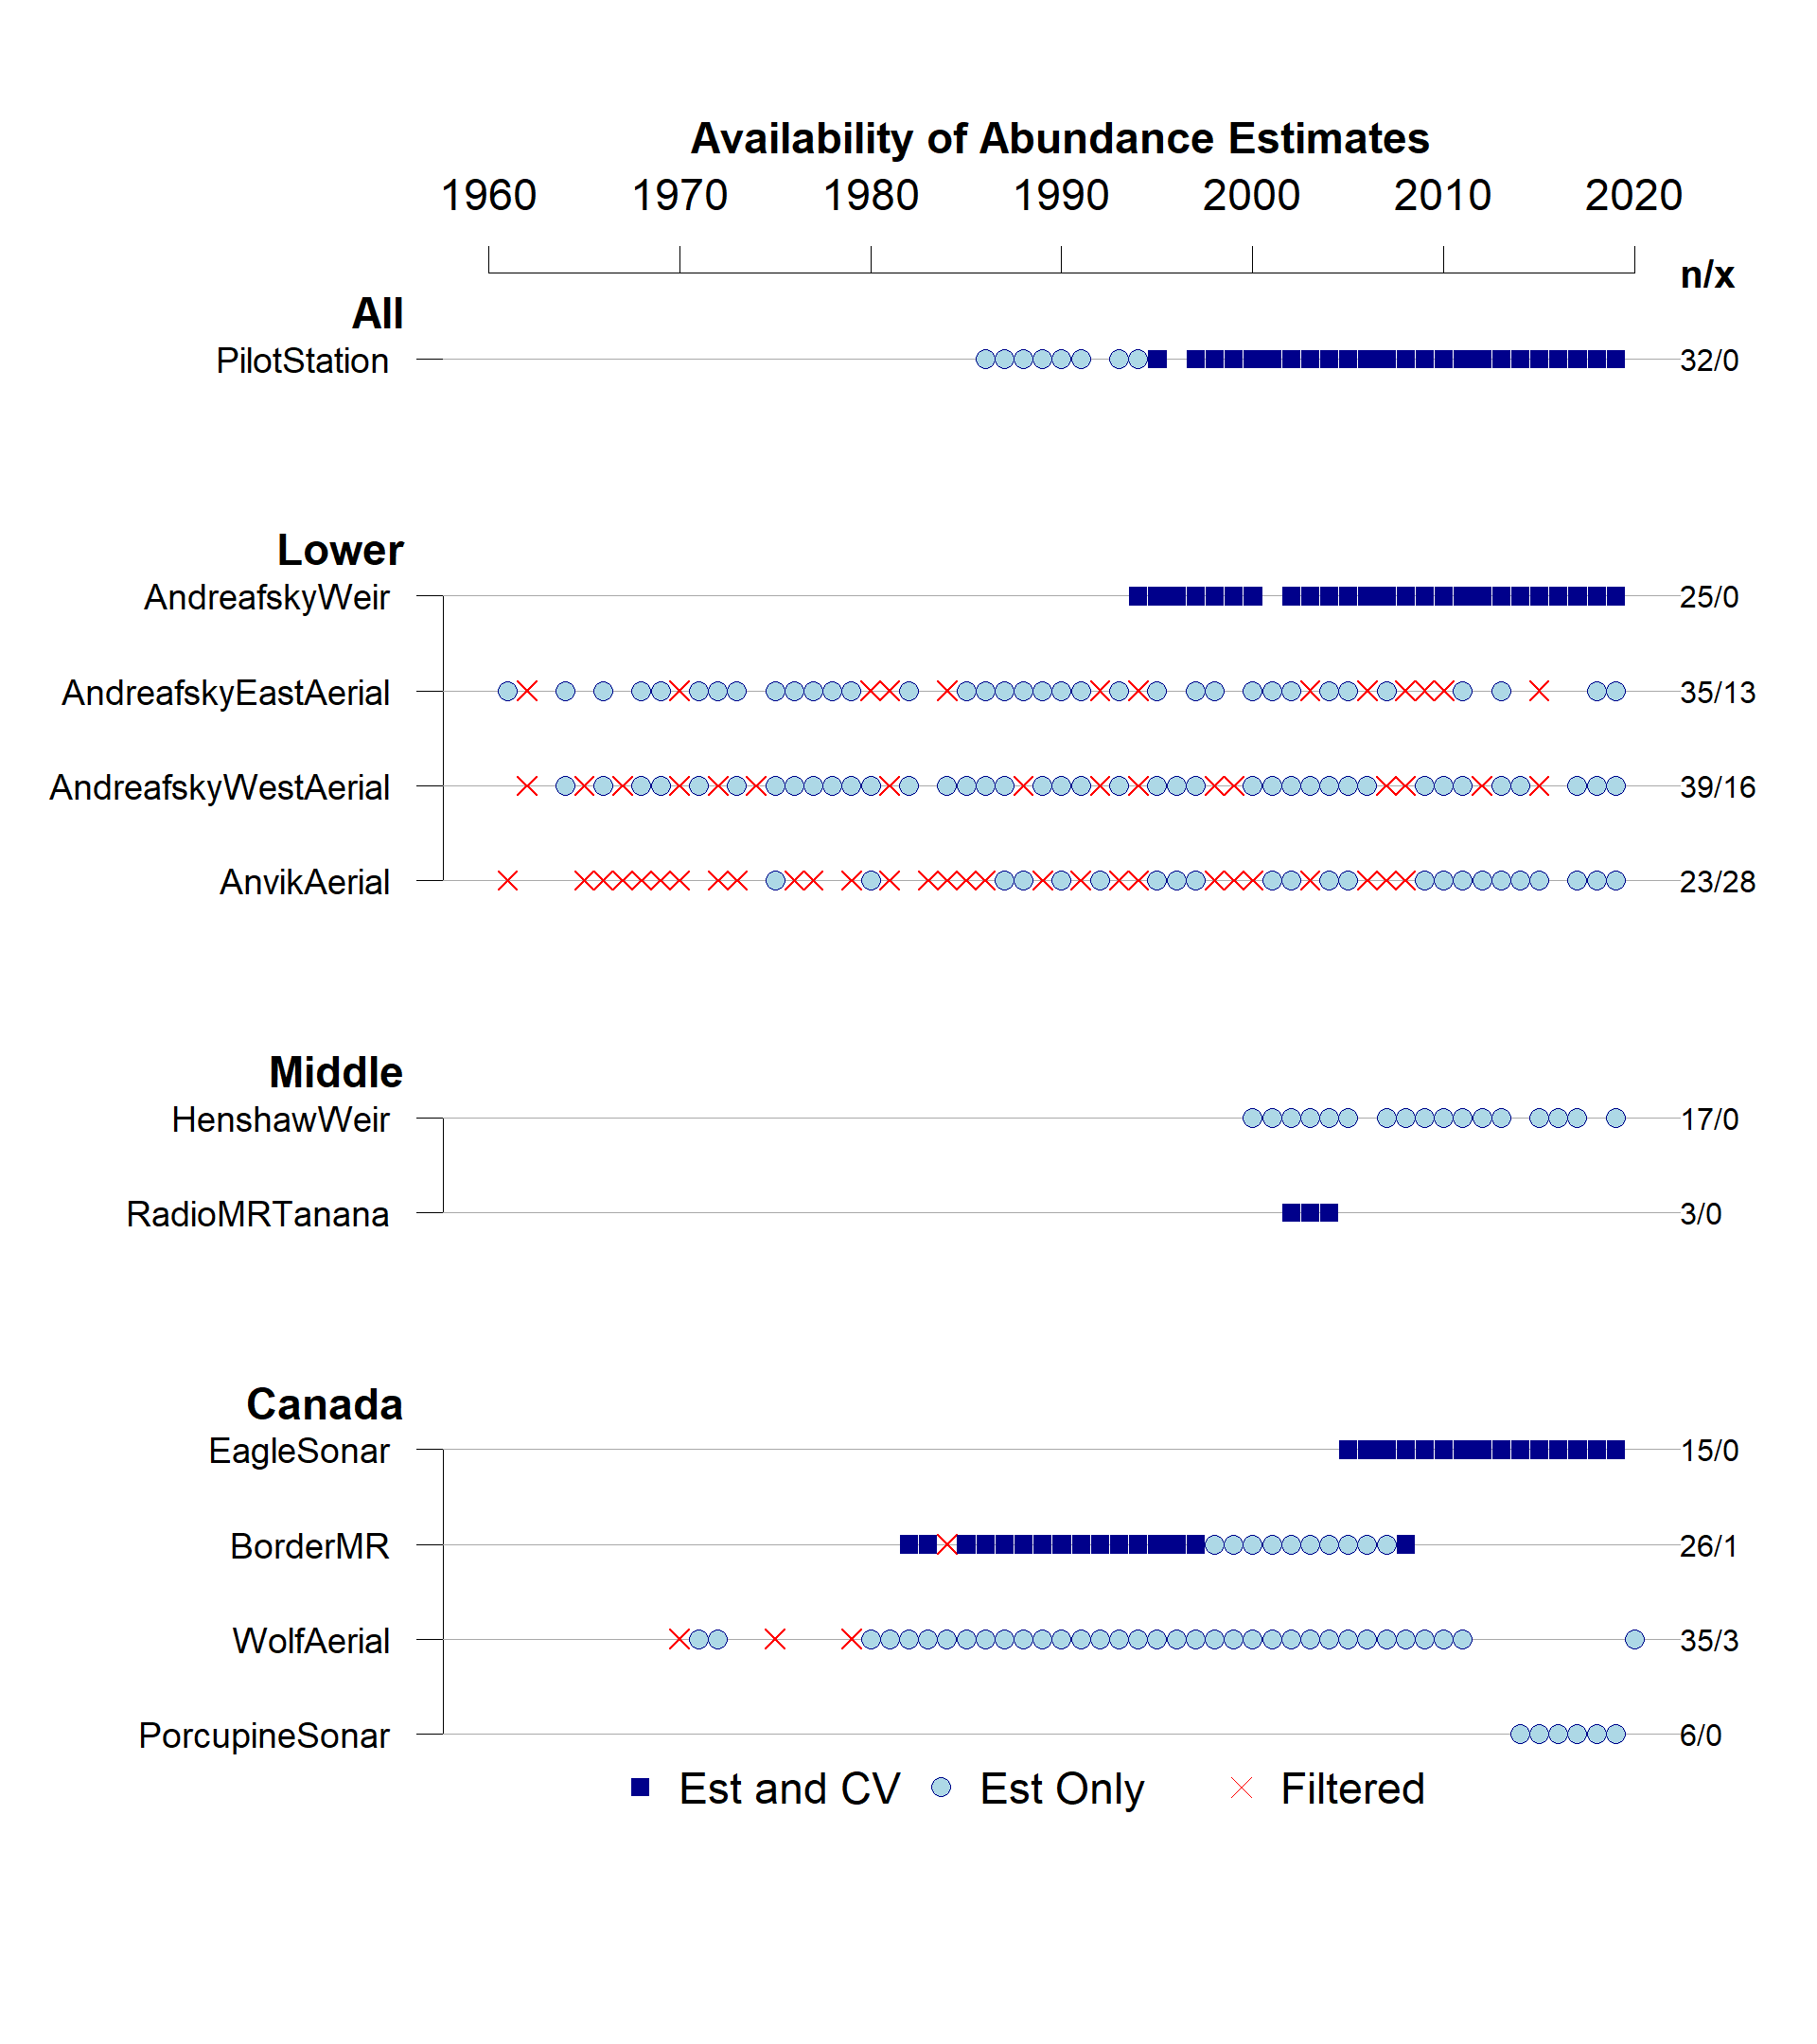 Availability of Abundance Estimates
1960 1970 1980 1990 2000 2010 2020
n/x
All
PilotStation 32/0
Lower
AndreafskyWeir 25/0
AndreafskyEastAerial 35/13
AndreafskyWestAerial 39/16
AnvikAerial 23/28
Middle
HenshawWeir 17/0
RadioMRTanana 3/0
Canada
EagleSonar 15/0
BorderMR 26/1
WolfAerial 35/3
PorcupineSonar 6/0
Est and CV Est Only Filtered